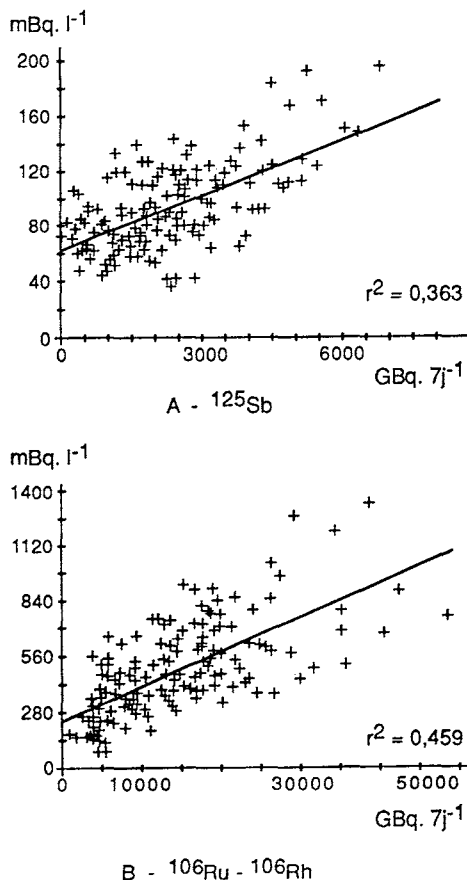 mBq. l-1
200
160
120
80
40
0
r2 = 0,363
0 3000 6000
GBq. 7j-1
A - 125Sb
mBq. l-1
1400
1120
840
560
280
0
r2 = 0,459
0 10000 30000 50000
GBq. 7j-1
B - 106Ru - 106Rh